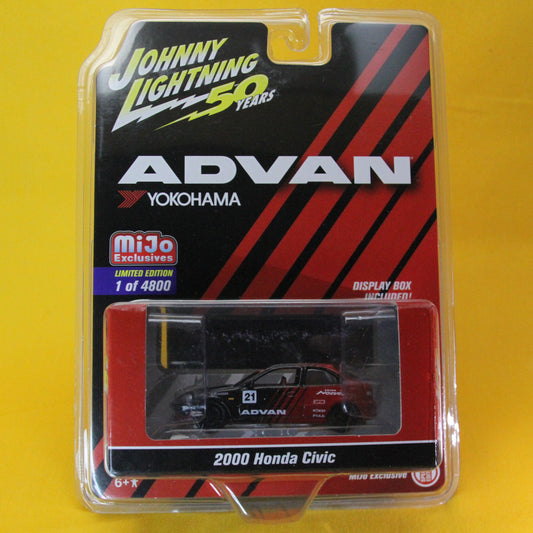 JOHNNY
LIGHTNING
50
YEARS
ADVAN
YOKOHAMA
MiJo
Exclusives
LIMITED EDITION
1 of 4800
DISPLAY BOX
INCLUDED!
21
ADVAN
2000 Honda Civic
MIJO EXCLUSIVE
6+